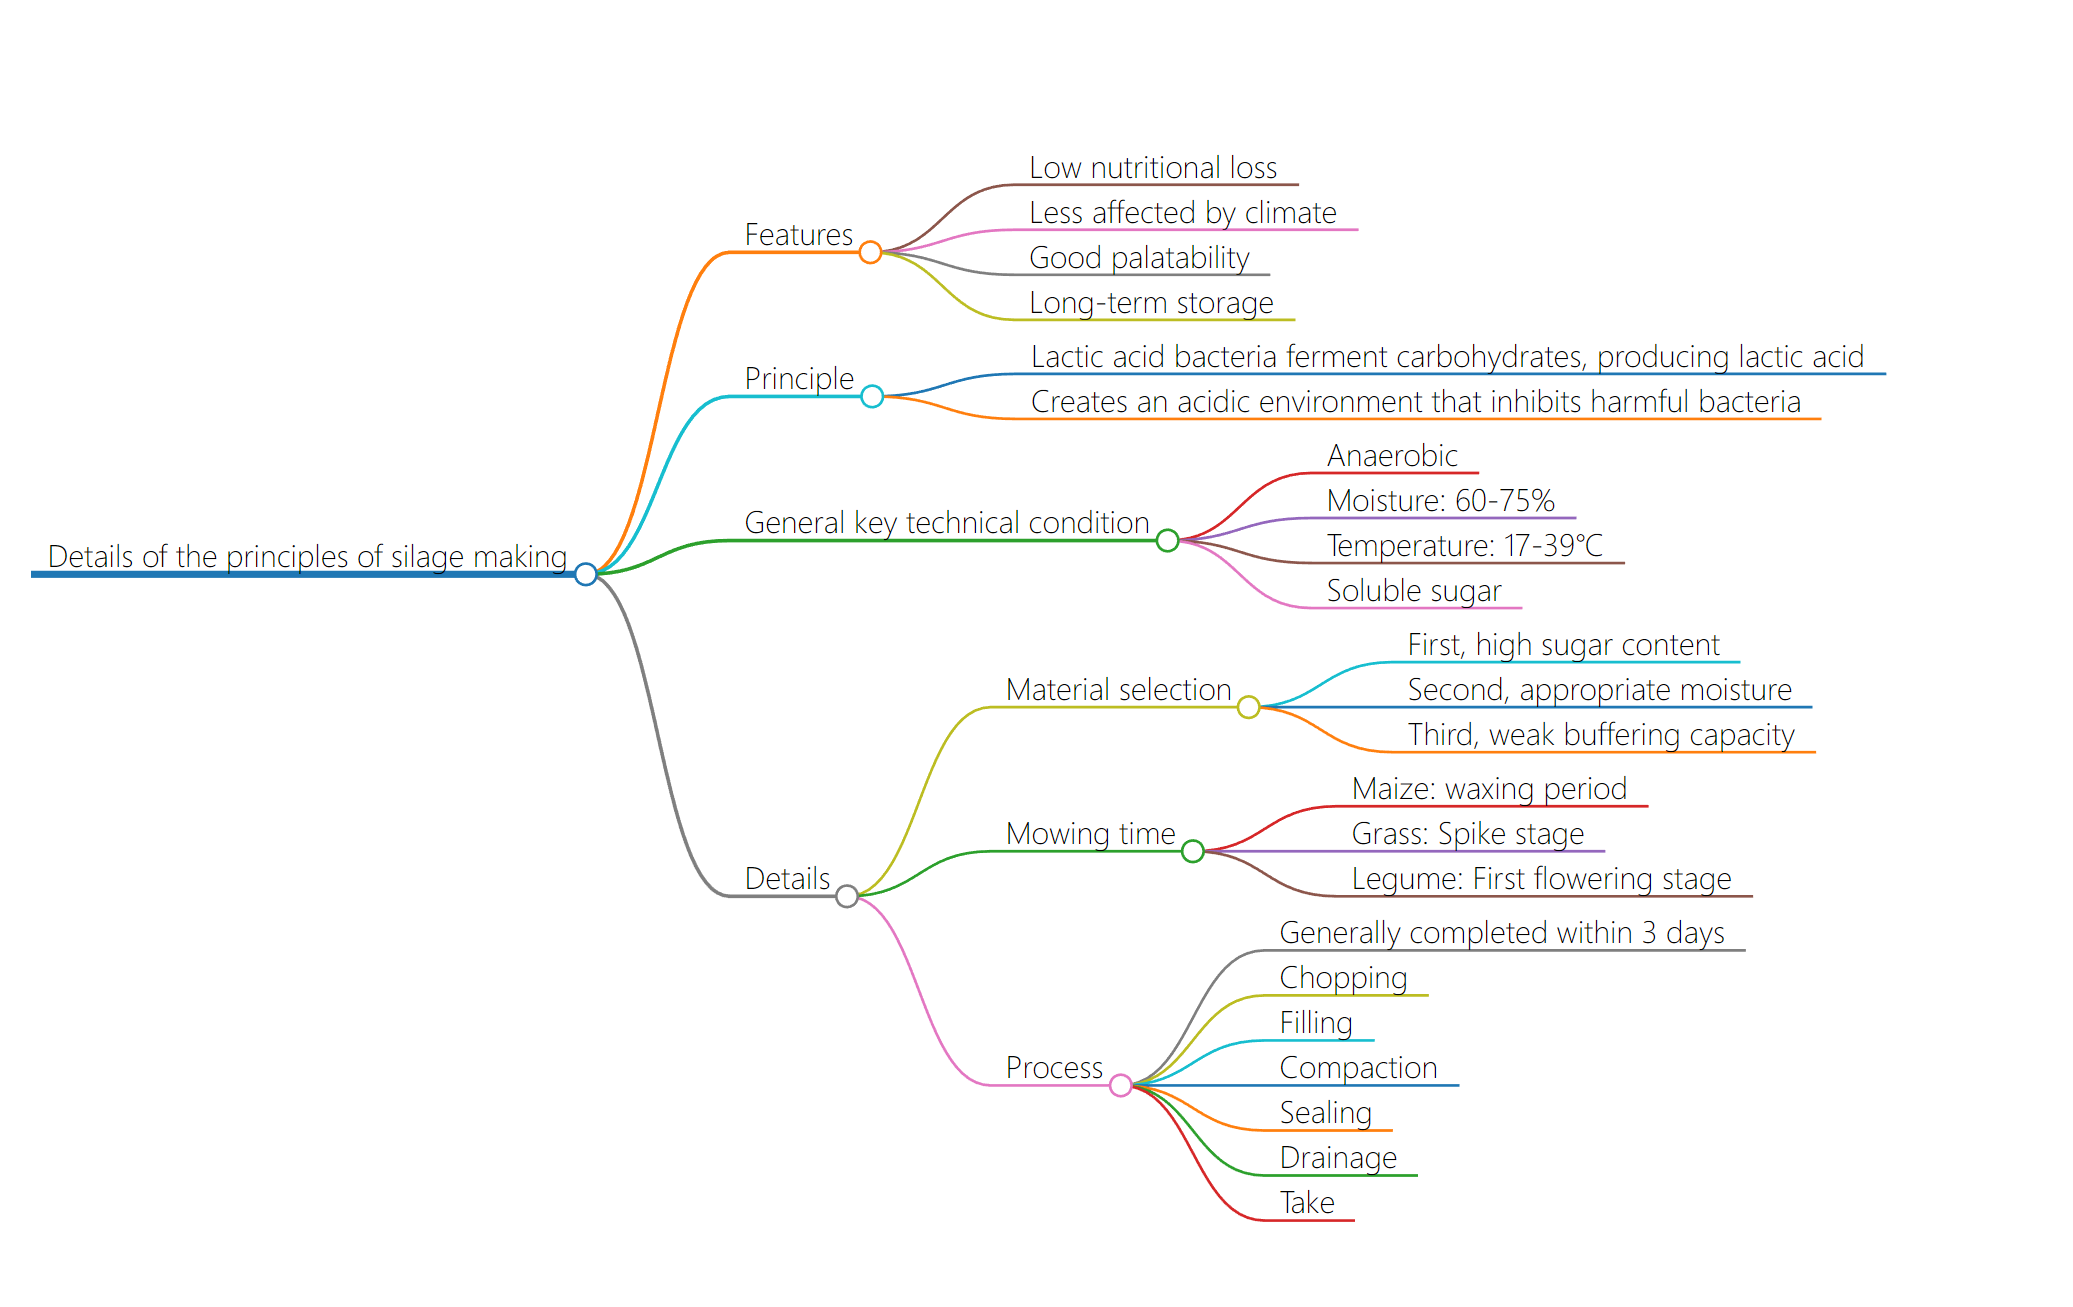 Details of the principles of silage making
Features
Low nutritional loss
Less affected by climate
Good palatability
Long-term storage
Principle
Lactic acid bacteria ferment carbohydrates, producing lactic acid
Creates an acidic environment that inhibits harmful bacteria
General key technical condition
Anaerobic
Moisture: 60-75%
Temperature: 17-39℃
Soluble sugar
Details
Material selection
First, high sugar content
Second, appropriate moisture
Third, weak buffering capacity
Mowing time
Maize: waxing period
Grass: Spike stage
Legume: First flowering stage
Process
Generally completed within 3 days
Chopping
Filling
Compaction
Sealing
Drainage
Take